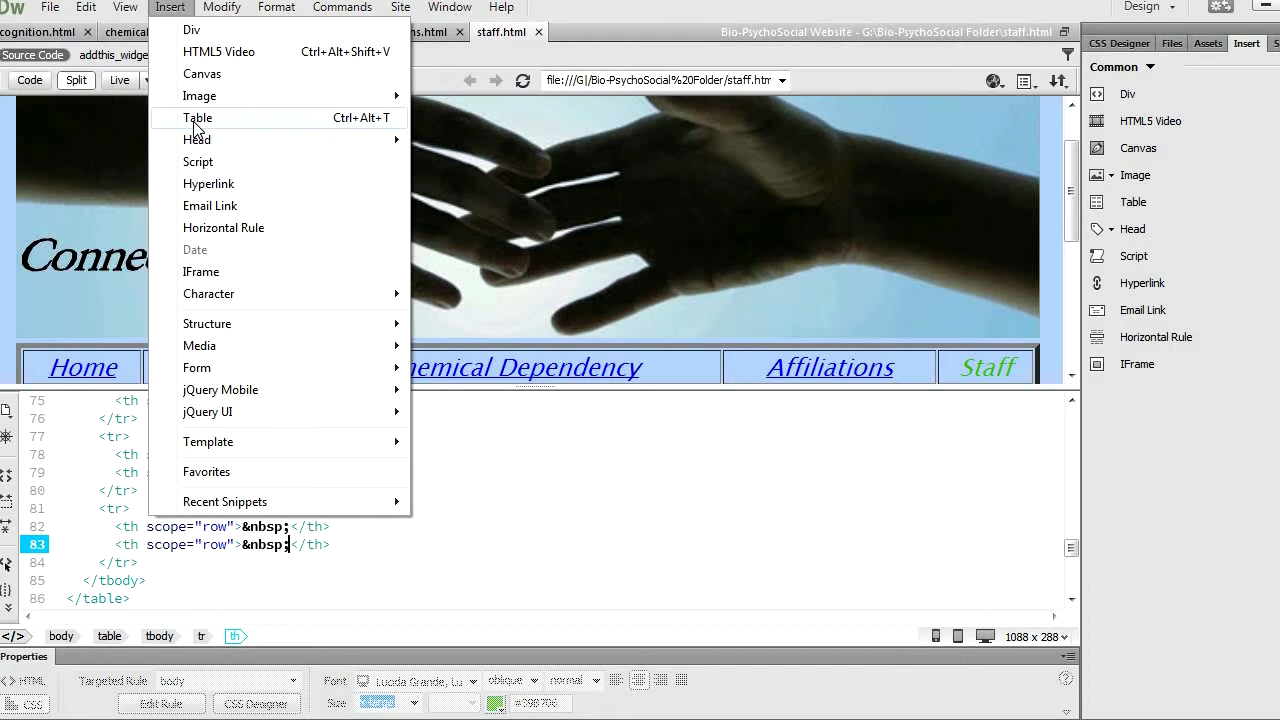 Dw File Edit View Insert Modify Format Commands Site Window Help Design
cognition.html × chemical ns.html × staff.html × Bio-PsychoSocial Website - G:\Bio-PsychoSocial Folder\staff.html
Source Code addthis_widge
Code Split Live file:///G|/Bio-PsychoSocial%20Folder/staff.htm
Div
HTML5 Video Ctrl+Alt+Shift+V
Canvas
Image
Table Ctrl+Alt+T
Head
Script
Hyperlink
Email Link
Horizontal Rule
Date
IFrame
Character
Structure
Media
Form
jQuery Mobile
jQuery UI
Template
Favorites
Recent Snippets
CSS Designer Files Assets Insert S
Common
Div
HTML5 Video
Canvas
Image
Table
Head
Script
Hyperlink
Email Link
Horizontal Rule
IFrame
Conne
Home hemical Dependency Affiliations Staff
75 <th s
76 </tr>
77 <tr>
78 <th s
79 <th s
80 </tr>
81 <tr>
82 <th scope="row">&nbsp;</th>
83 <th scope="row">&nbsp;</th>
84 </tr>
85 </tbody>
86 </table>
</> body table tbody tr th 1088 x 288
Properties
<> HTML Targeted Rule body Font: Lucida Grande, Lu oblique normal
CSS Edit Rule CSS Designer Size: